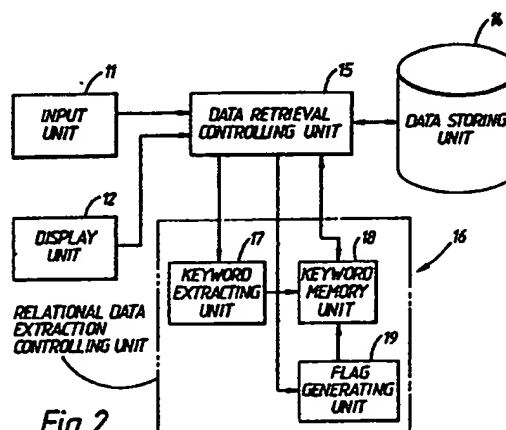 14
11
15
INPUT
UNIT
DATA RETRIEVAL
CONTROLLING UNIT
DATA STORING
UNIT
12
DISPLAY
UNIT
17
18
16
KEYWORD
EXTRACTING
UNIT
KEYWORD
MEMORY
UNIT
RELATIONAL DATA
EXTRACTION
CONTROLLING UNIT
19
FLAG
GENERATING
UNIT
Fig.2